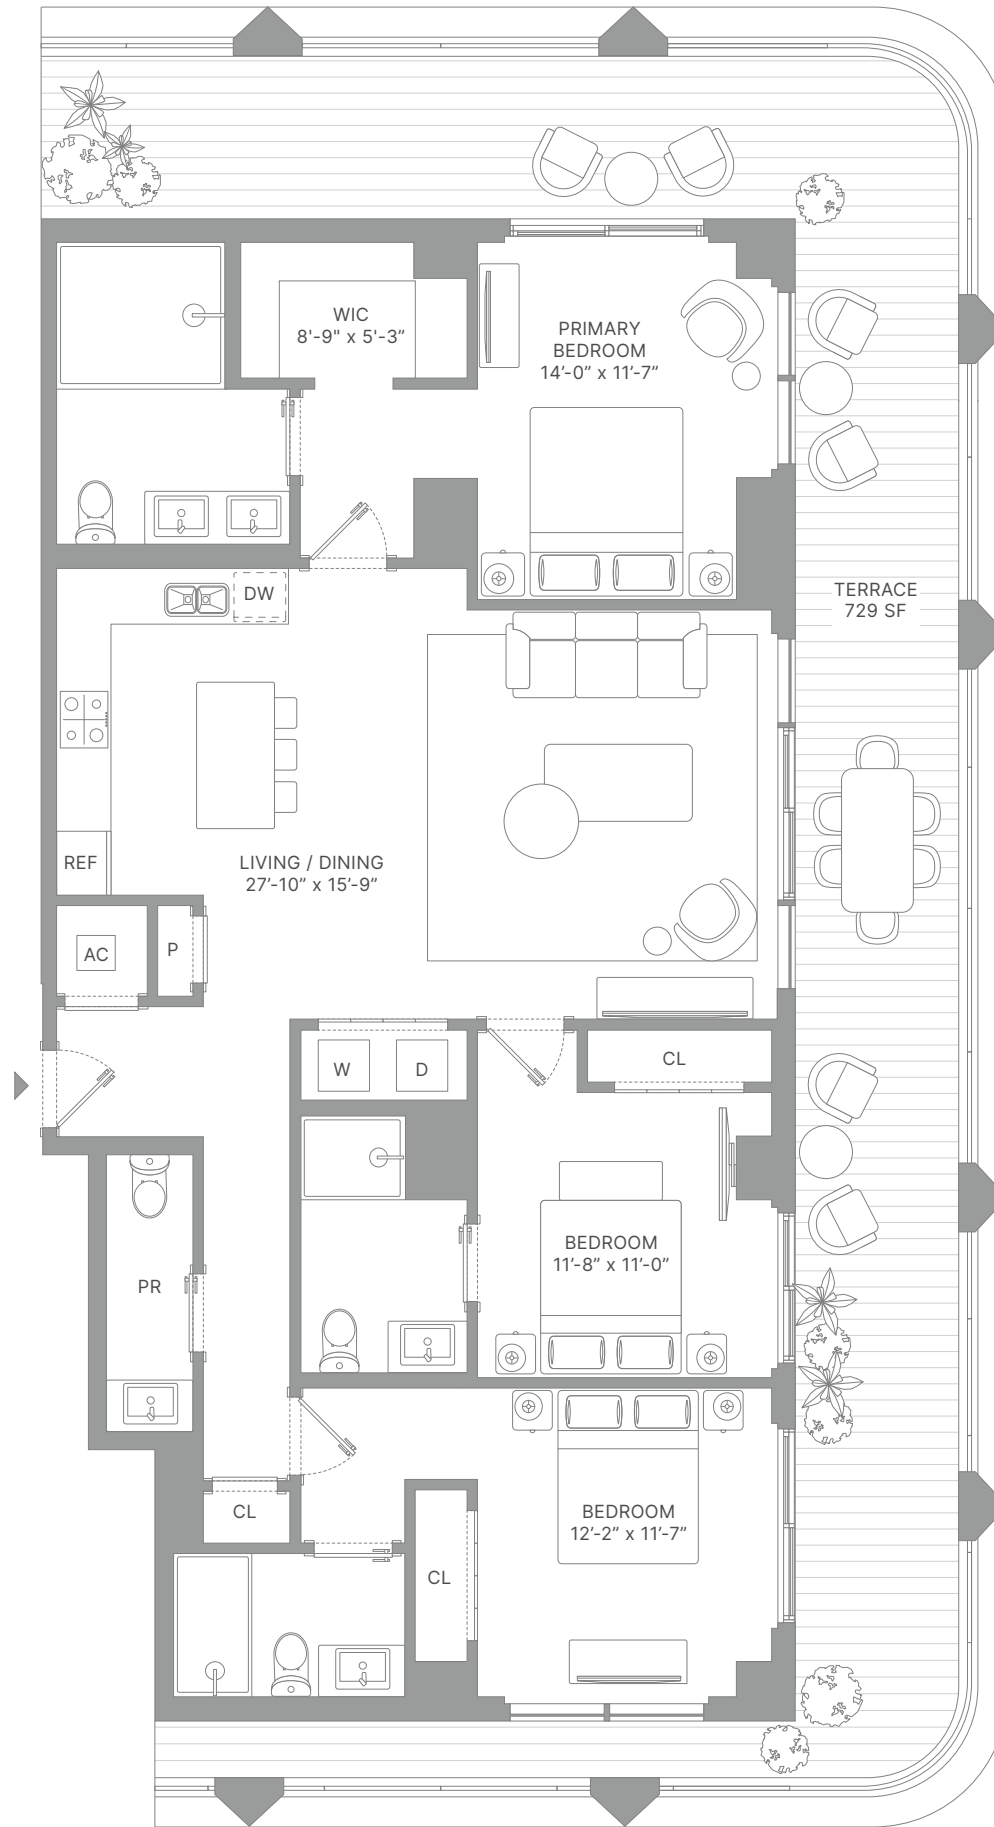 WIC
8'-9" x 5'-3”
PRIMARY
BEDROOM
14’-0” x 11’-7”
DW
TERRACE
729 SF
REF
LIVING / DINING
27’-10” x 15’-9”
AC
P
W
D
CL
BEDROOM
11’-8” x 11’-0”
PR
CL
BEDROOM
12’-2” x 11’-7”
CL